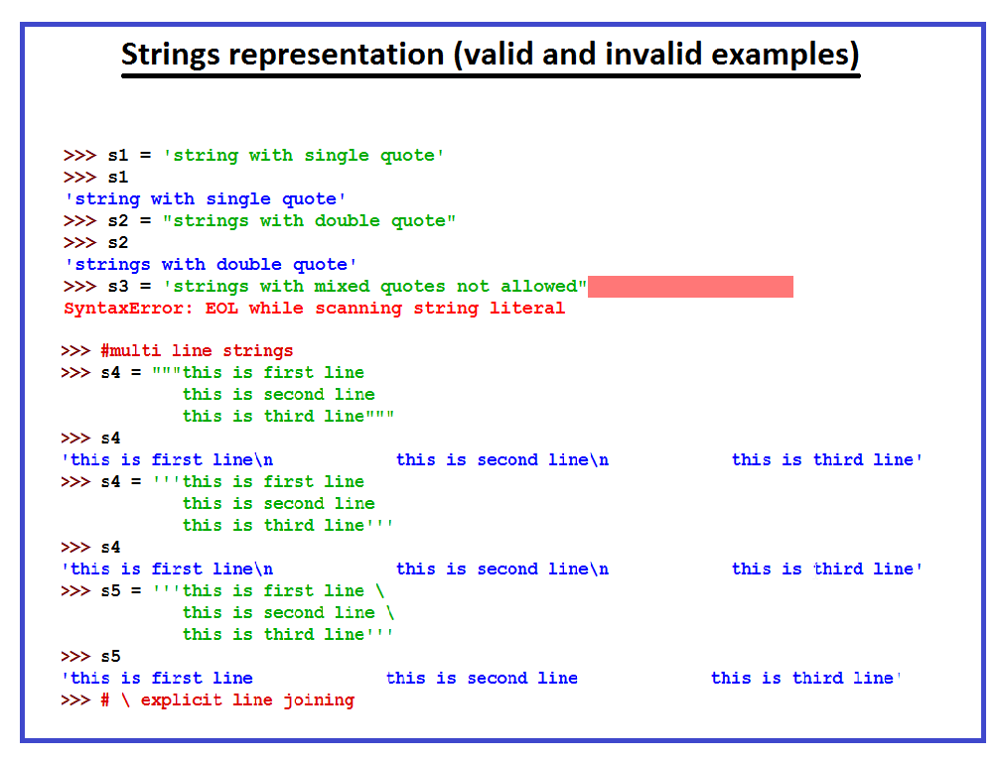 Strings representation (valid and invalid examples)
>>> s1 = 'string with single quote'
>>> s1
'string with single quote'
>>> s2 = "strings with double quote"
>>> s2
'strings with double quote'
>>> s3 = 'strings with mixed quotes not allowed"
SyntaxError: EOL while scanning string literal
>>> #multi line strings
>>> s4 = """this is first line
            this is second line
            this is third line"""
>>> s4
'this is first line\n            this is second line\n            this is third line'
>>> s4 = '''this is first line
            this is second line
            this is third line'''
>>> s4
'this is first line\n            this is second line\n            this is third line'
>>> s5 = '''this is first line \
            this is second line \
            this is third line'''
>>> s5
'this is first line             this is second line             this is third line'
>>> # \ explicit line joining